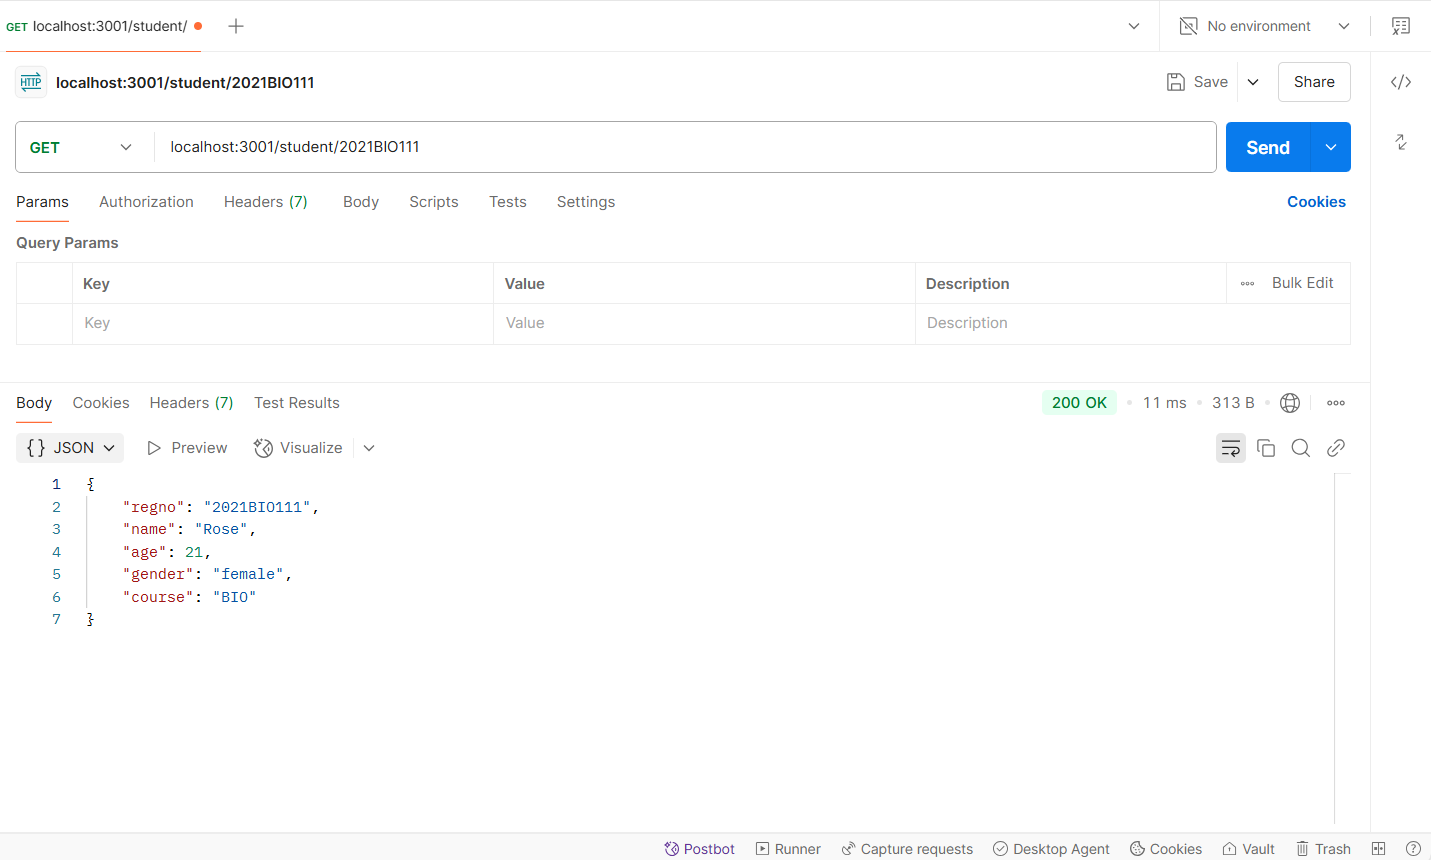 GET localhost:3001/student/
No environment
HTTP localhost:3001/student/2021BIO111
Save
Share
GET localhost:3001/student/2021BIO111
Send
Params Authorization Headers (7) Body Scripts Tests Settings Cookies
Query Params
Key Value Description Bulk Edit
Key Value Description
Body Cookies Headers (7) Test Results 200 OK • 11 ms • 313 B •
{} JSON Preview Visualize
1 {
2 "regno": "2021BIO111",
3 "name": "Rose",
4 "age": 21,
5 "gender": "female",
6 "course": "BIO"
7 }
Postbot Runner Capture requests Desktop Agent Cookies Vault Trash